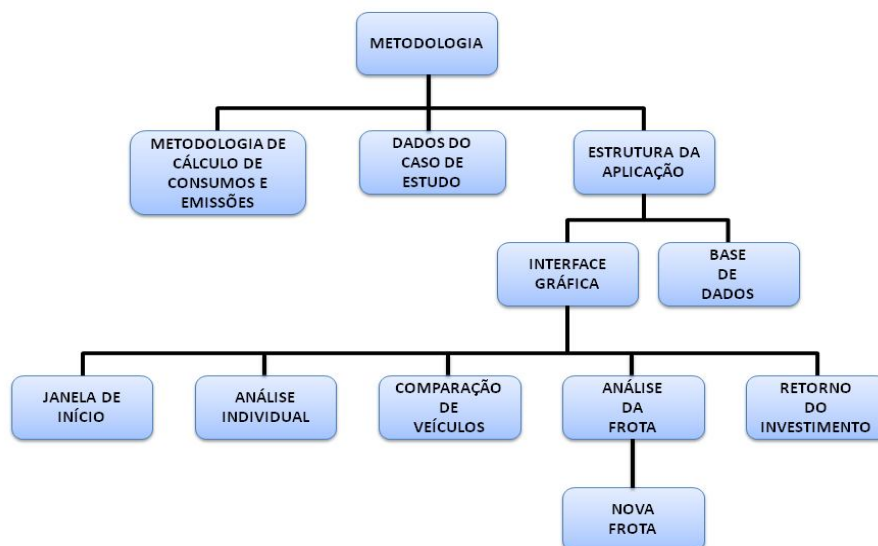 METODOLOGIA
METODOLOGIA DE
CÁLCULO DE
CONSUMOS E
EMISSÕES
DADOS DO
CASO DE
ESTUDO
ESTRUTURA DA
APLICAÇÃO
INTERFACE
GRÁFICA
BASE
DE
DADOS
JANELA DE
INÍCIO
ANÁLISE
INDIVIDUAL
COMPARAÇÃO
DE
VEÍCULOS
ANÁLISE
DA
FROTA
RETORNO
DO
INVESTIMENTO
NOVA
FROTA